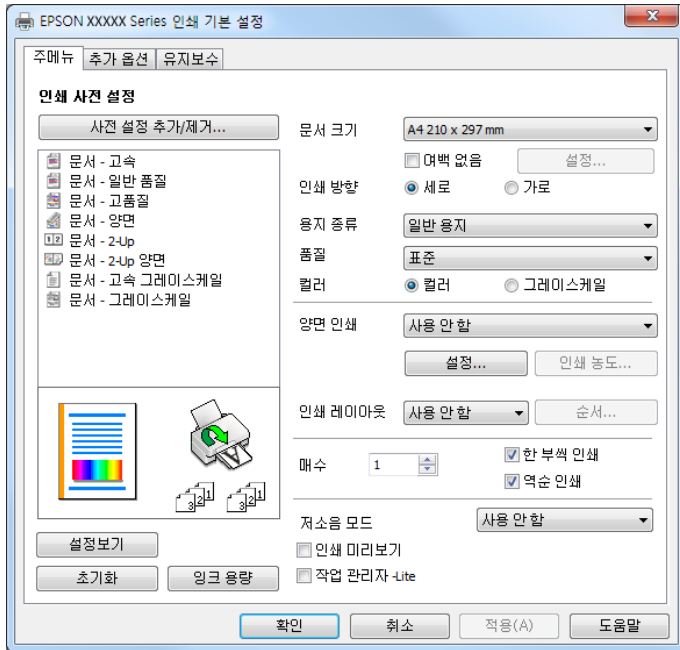 EPSON XXXXX Series 인쇄 기본 설정
주메뉴 추가 옵션 유지보수
인쇄 사전 설정
사전 설정 추가/제거...
문서 - 고속
문서 - 일반 품질
문서 - 고품질
문서 - 양면
문서 - 2-Up
문서 - 2-Up 양면
문서 - 고속 그레이스케일
문서 - 그레이스케일
설정보기
초기화 잉크 용량
문서 크기 A4 210 x 297 mm
여백 없음 설정...
인쇄 방향 세로 가로
용지 종류 일반 용지
품질 표준
컬러 컬러 그레이스케일
양면 인쇄 사용 안 함
설정... 인쇄 농도...
인쇄 레이아웃 사용 안 함 순서...
매수 1 한 부씩 인쇄
역순 인쇄
저소음 모드 사용 안 함
인쇄 미리보기
작업 관리자 -Lite
확인 취소 적용(A) 도움말